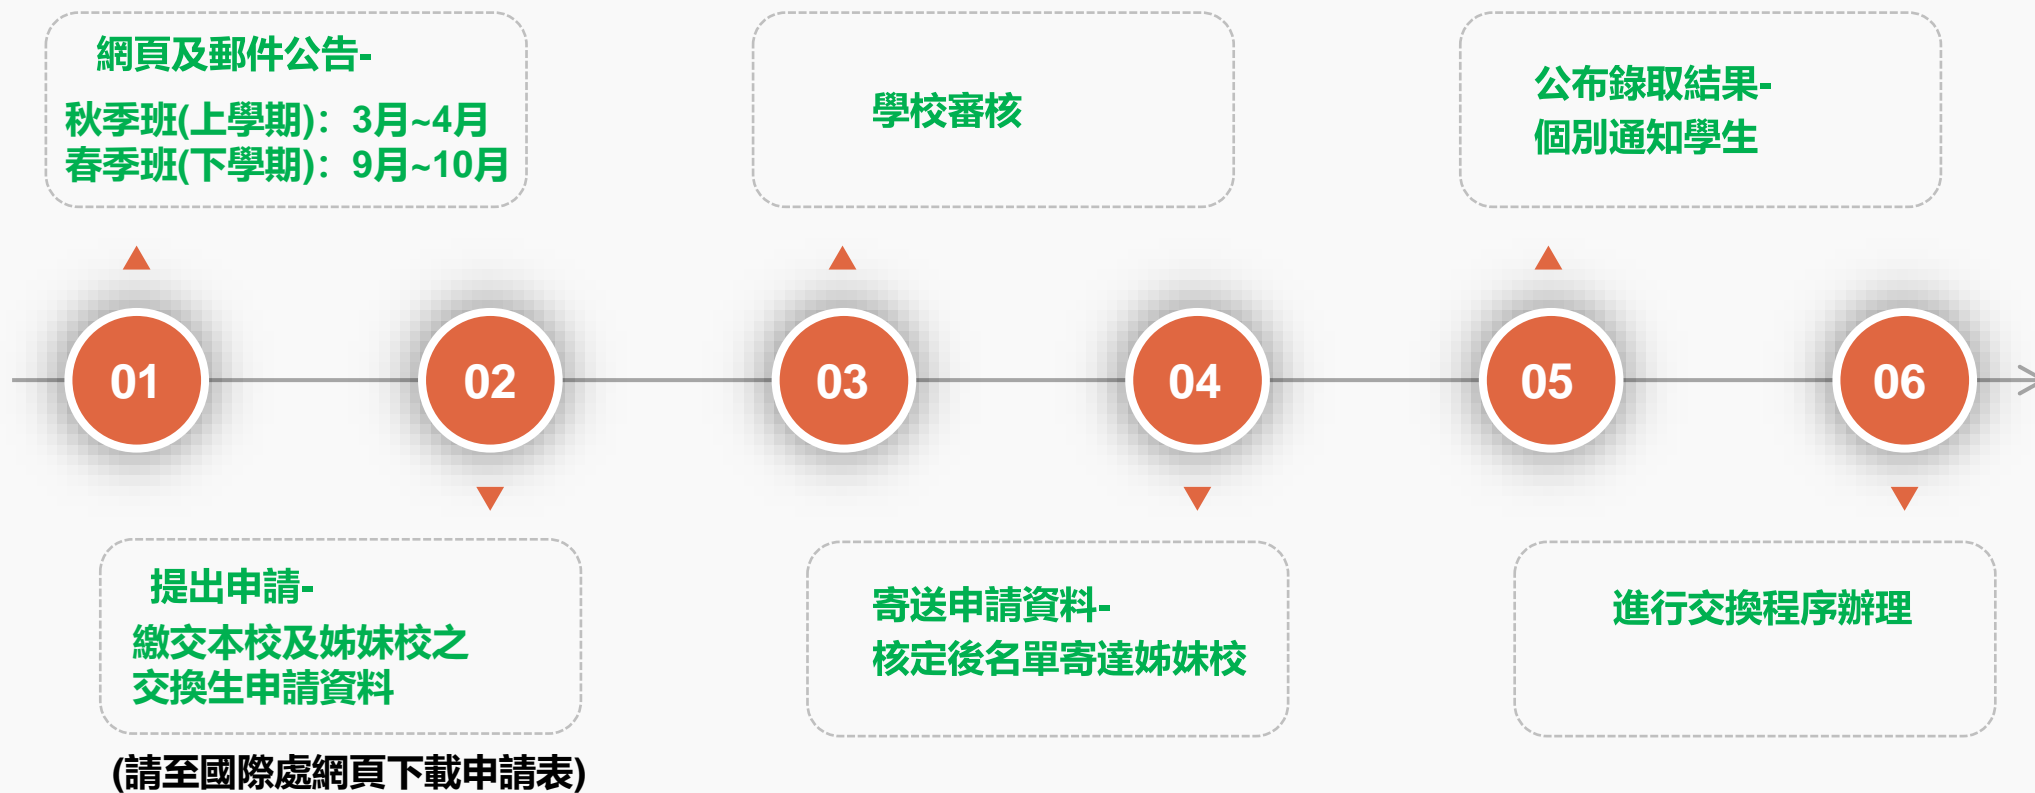 網頁及郵件公告-
秋季班(上學期)：3月~4月
春季班(下學期)：9月~10月
學校審核
公布錄取結果-
個別通知學生
01
02
03
04
05
06
提出申請-
繳交本校及姊妹校之
交換生申請資料
寄送申請資料-
核定後名單寄達姊妹校
進行交換程序辦理
(請至國際處網頁下載申請表)